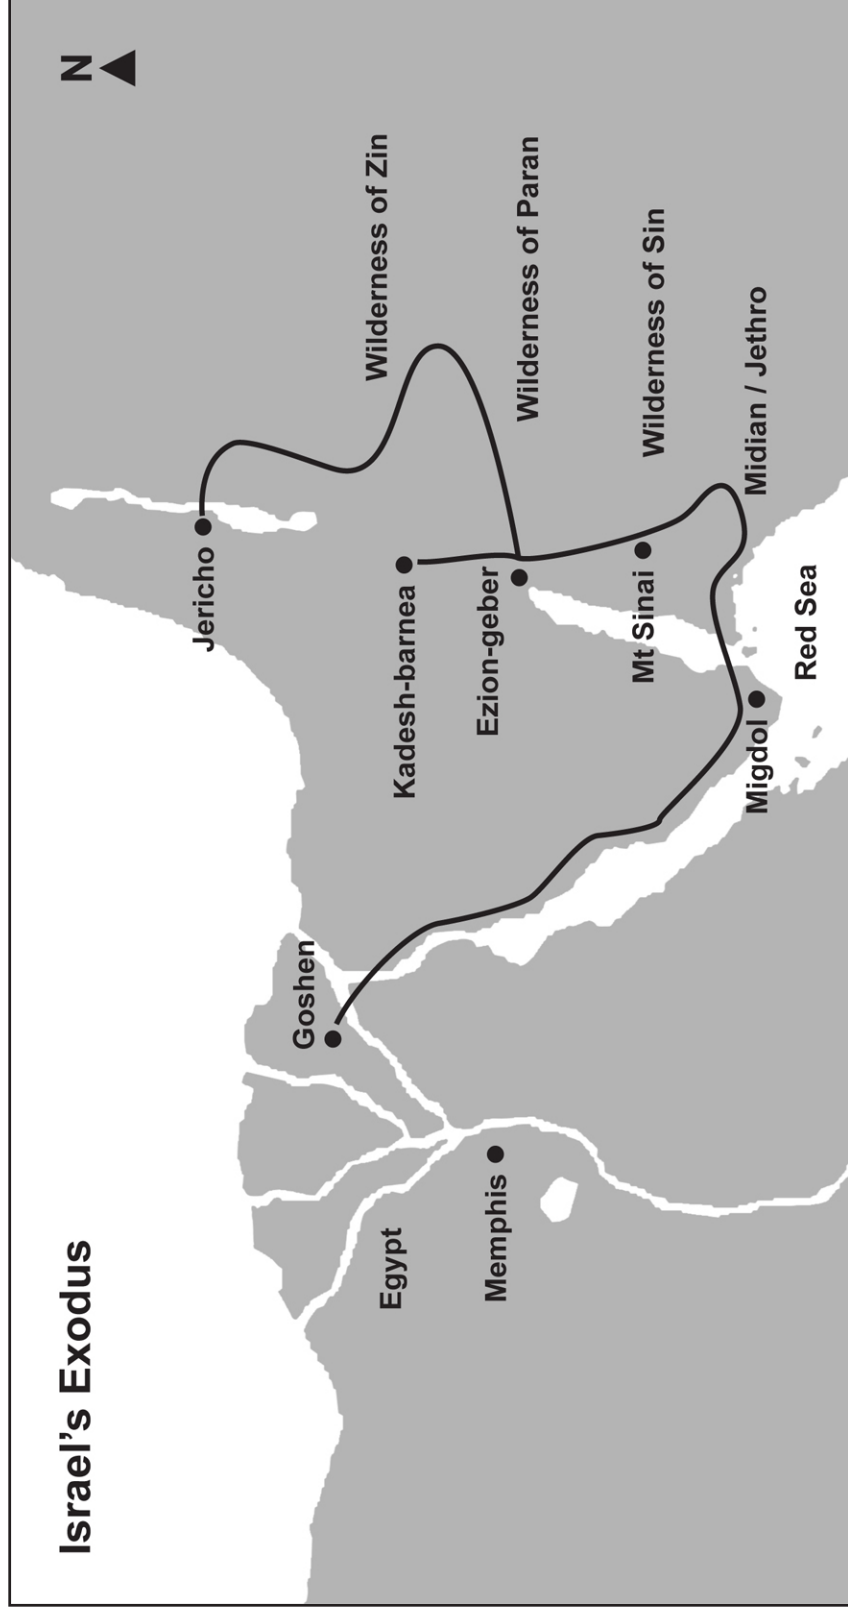 Israel's Exodus
N
Jericho
Goshen
Wilderness of Zin
Kadesh-barnea
Egypt
Ezion-geber
Wilderness of Paran
Memphis
Mt Sinai
Wilderness of Sin
Migdol
Midian / Jethro
Red Sea